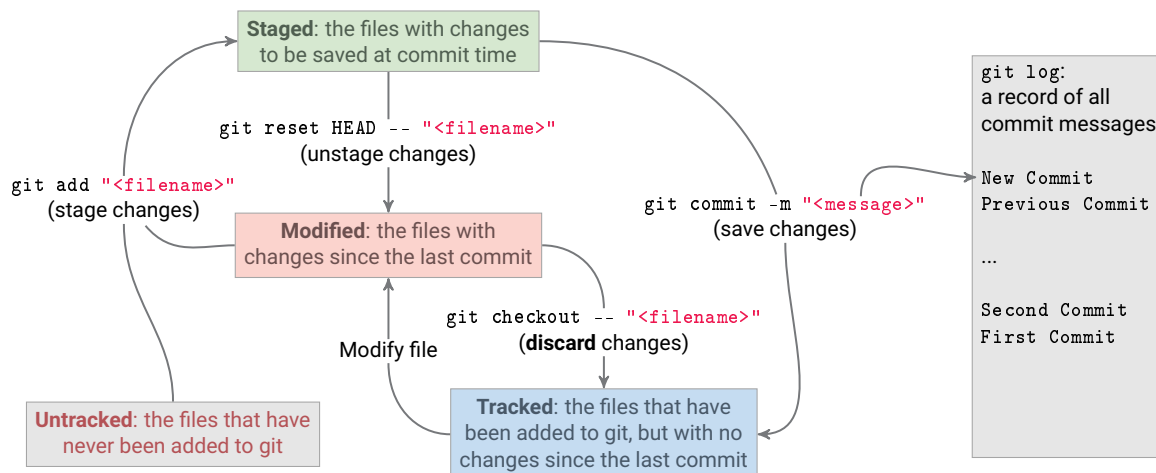 Staged: the files with changes
to be saved at commit time
git reset HEAD -- "<filename>"
(unstage changes)
git add "<filename>"
(stage changes)
Modified: the files with
changes since the last commit
git commit -m "<message>"
(save changes)
git checkout -- "<filename>"
(discard changes)
Modify file
Untracked: the files that have
never been added to git
Tracked: the files that have
been added to git, but with no
changes since the last commit
git log:
a record of all
commit messages
New Commit
Previous Commit
...
Second Commit
First Commit